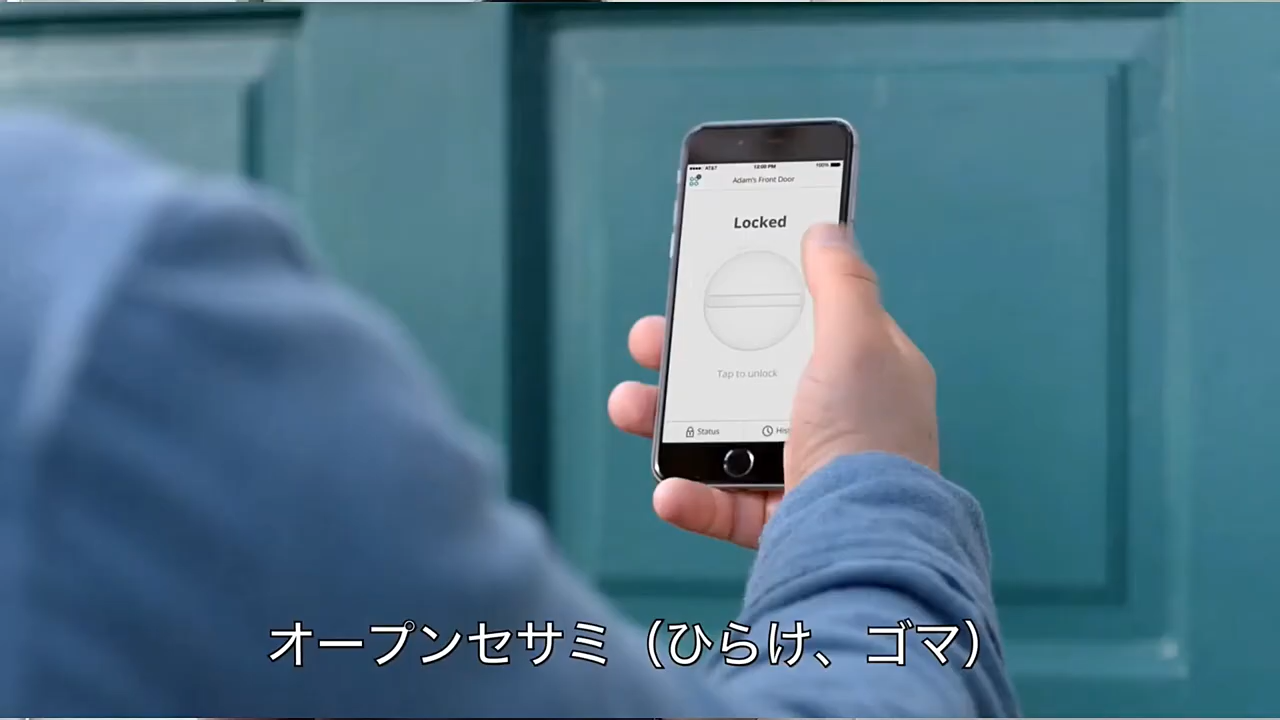 AT&T 12:00 PM 100%
Adam's Front Door
Locked
Tap to unlock
Status
オープンセサミ（ひらけ、ゴマ）